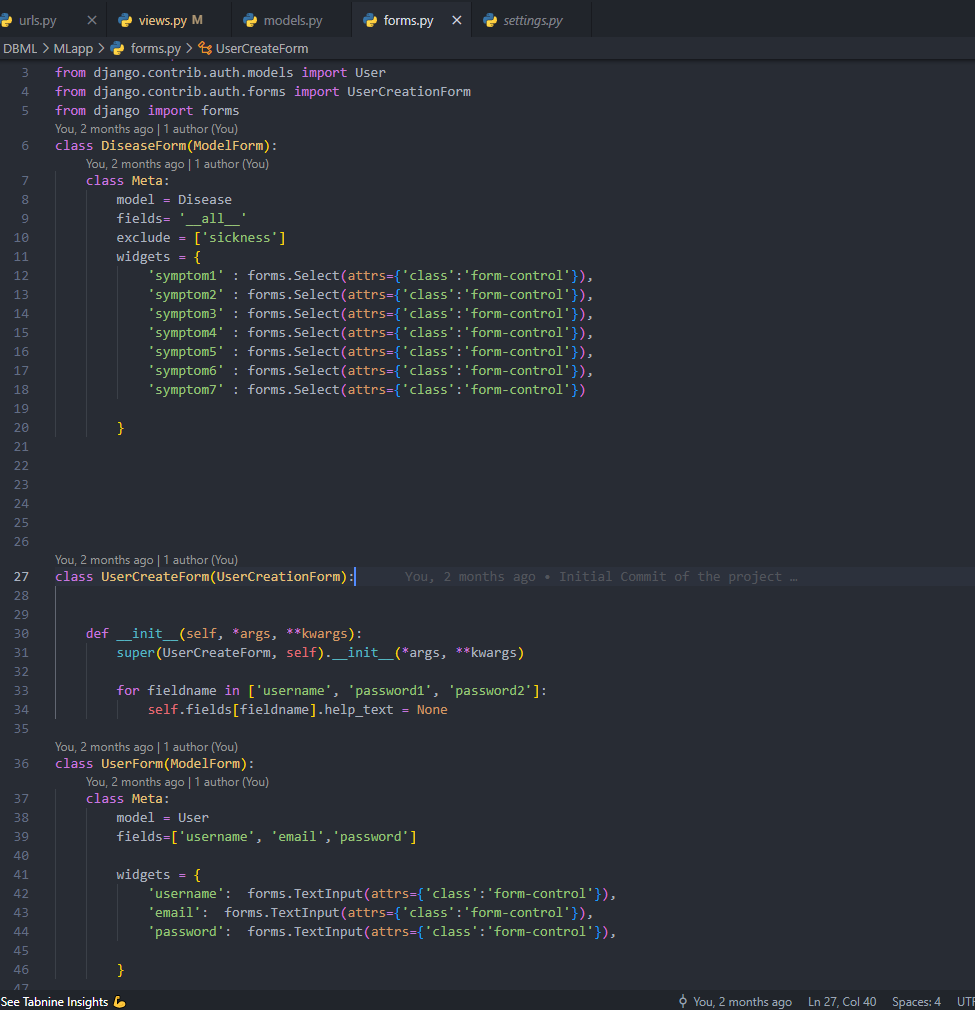 urls.py views.py M models.py forms.py settings.py
DBML > MLapp > forms.py > UserCreateForm
3 from django.contrib.auth.models import User
4 from django.contrib.auth.forms import UserCreationForm
5 from django import forms
You, 2 months ago | 1 author (You)
6 class DiseaseForm(ModelForm):
You, 2 months ago | 1 author (You)
7 class Meta:
8 model = Disease
9 fields= '__all__'
10 exclude = ['sickness']
11 widgets = {
12 'symptom1' : forms.Select(attrs={'class':'form-control'}),
13 'symptom2' : forms.Select(attrs={'class':'form-control'}),
14 'symptom3' : forms.Select(attrs={'class':'form-control'}),
15 'symptom4' : forms.Select(attrs={'class':'form-control'}),
16 'symptom5' : forms.Select(attrs={'class':'form-control'}),
17 'symptom6' : forms.Select(attrs={'class':'form-control'}),
18 'symptom7' : forms.Select(attrs={'class':'form-control'})
19
20 }
21
22
23
24
25
26
You, 2 months ago | 1 author (You)
27 class UserCreateForm(UserCreationForm): You, 2 months ago • Initial Commit of the project …
28
29
30 def __init__(self, *args, **kwargs):
31 super(UserCreateForm, self).__init__(*args, **kwargs)
32
33 for fieldname in ['username', 'password1', 'password2']:
34 self.fields[fieldname].help_text = None
35
You, 2 months ago | 1 author (You)
36 class UserForm(ModelForm):
You, 2 months ago | 1 author (You)
37 class Meta:
38 model = User
39 fields=['username', 'email','password']
40
41 widgets = {
42 'username': forms.TextInput(attrs={'class':'form-control'}),
43 'email': forms.TextInput(attrs={'class':'form-control'}),
44 'password': forms.TextInput(attrs={'class':'form-control'}),
45
46 }
47
See Tabnine Insights 💪 You, 2 months ago Ln 27, Col 40 Spaces: 4 UTF